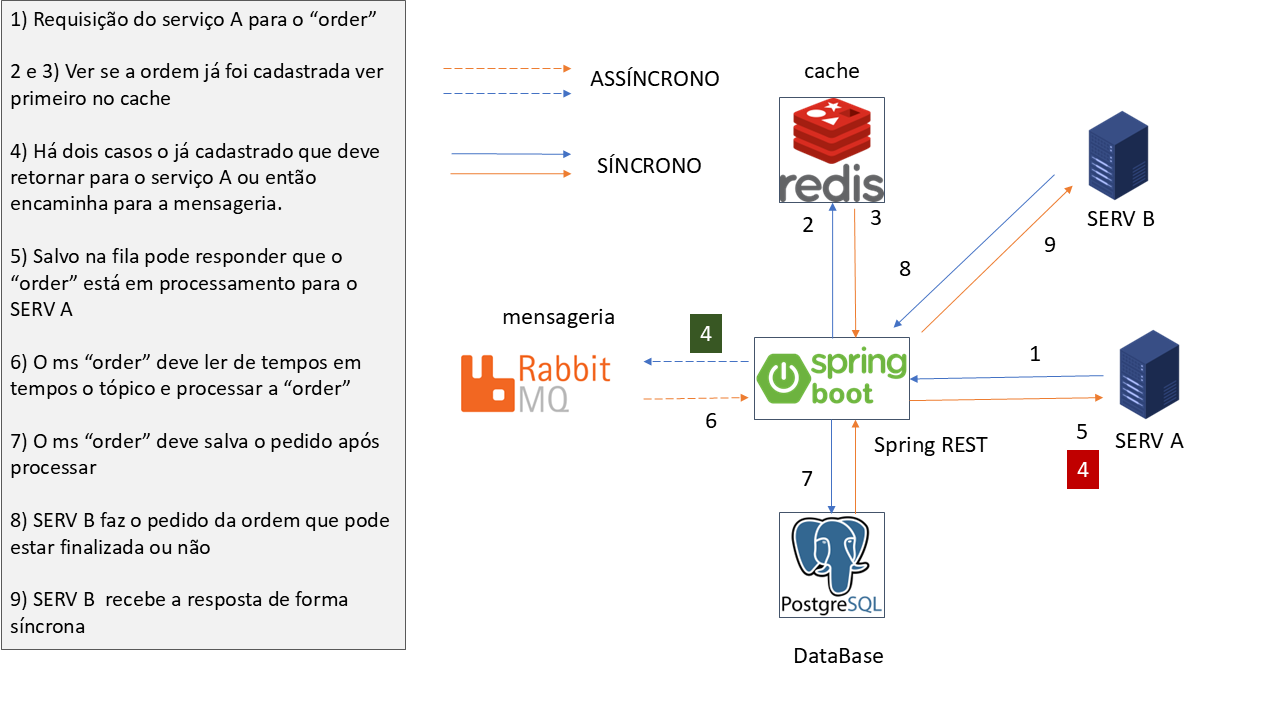 1) Requisição do serviço A para o “order”
2 e 3) Ver se a ordem já foi cadastrada ver
primeiro no cache
4) Há dois casos o já cadastrado que deve
retornar para o serviço A ou então
encaminha para a mensageria.
5) Salvo na fila pode responder que o
“order” está em processamento para o
SERV A
6) O ms “order” deve ler de tempos em
tempos o tópico e processar a “order”
7) O ms “order” deve salva o pedido após
processar
8) SERV B faz o pedido da ordem que pode
estar finalizada ou não
9) SERV B  recebe a resposta de forma
síncrona
ASSÍNCRONO
SÍNCRONO
cache
redis
2
3
SERV B
8
9
mensageria
4
Rabbit
MQ
6
spring
boot
Spring REST
1
5
4
SERV A
7
PostgreSQL
DataBase